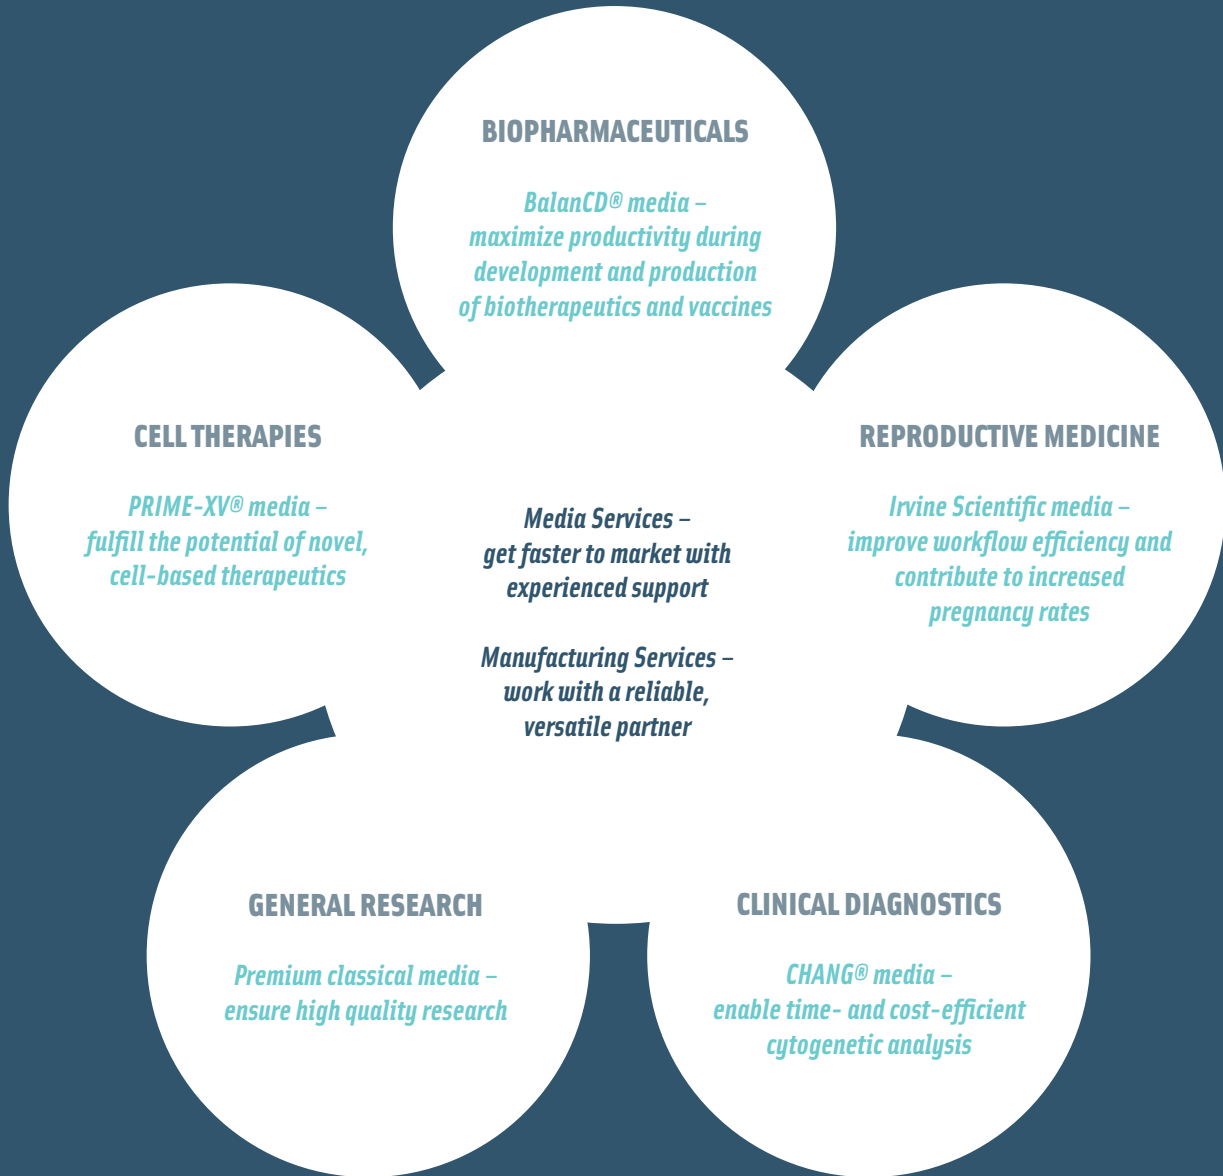 BIOPHARMACEUTICALS
BalanCD® media –
maximize productivity during
development and production
of biotherapeutics and vaccines
CELL THERAPIES
PRIME-XV® media –
fulfill the potential of novel,
cell-based therapeutics
Media Services –
get faster to market with
experienced support
Manufacturing Services –
work with a reliable,
versatile partner
REPRODUCTIVE MEDICINE
Irvine Scientific media –
improve workflow efficiency and
contribute to increased
pregnancy rates
GENERAL RESEARCH
Premium classical media –
ensure high quality research
CLINICAL DIAGNOSTICS
CHANG® media –
enable time- and cost-efficient
cytogenetic analysis